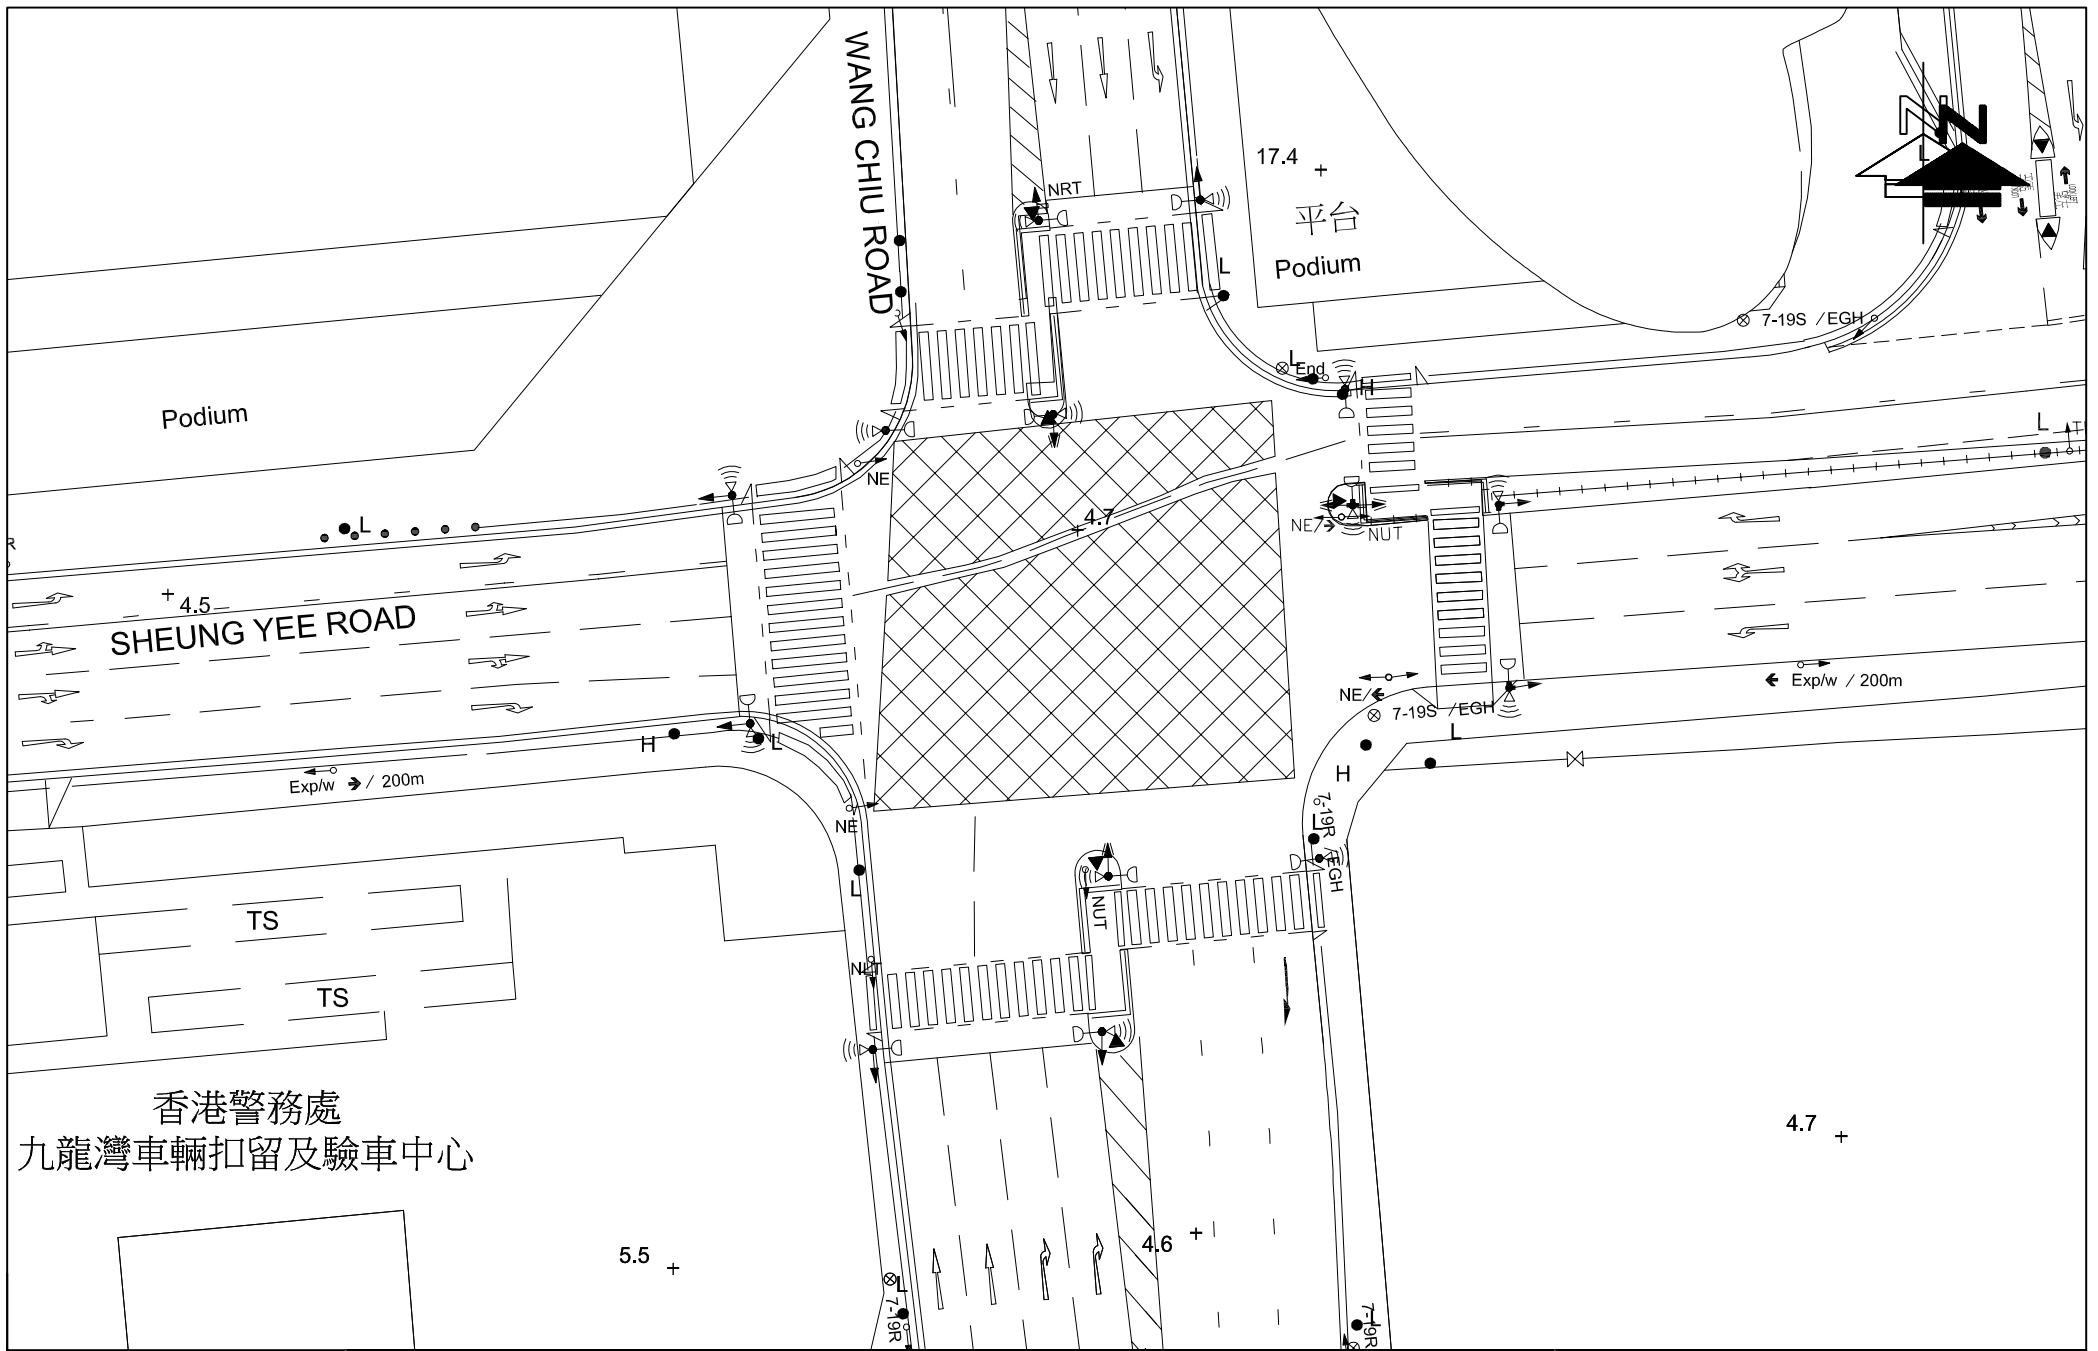 WANG CHIU ROAD
NRT
17.4
平台
Podium
N
L
L
7-19S /EGH
L
End
H
Podium
NE
L
L
4.7
NE/
NUT
4.5
SHEUNG YEE ROAD
NE/
Exp/w / 200m
7-19S /EGH
L
H
L
H
Exp/w / 200m
NE
7-19R /EGH
L
L
TS
NUT
NLT
TS
香港警務處
九龍灣車輛扣留及驗車中心
4.7
5.5
4.6
L
7-19R
L
7-19R